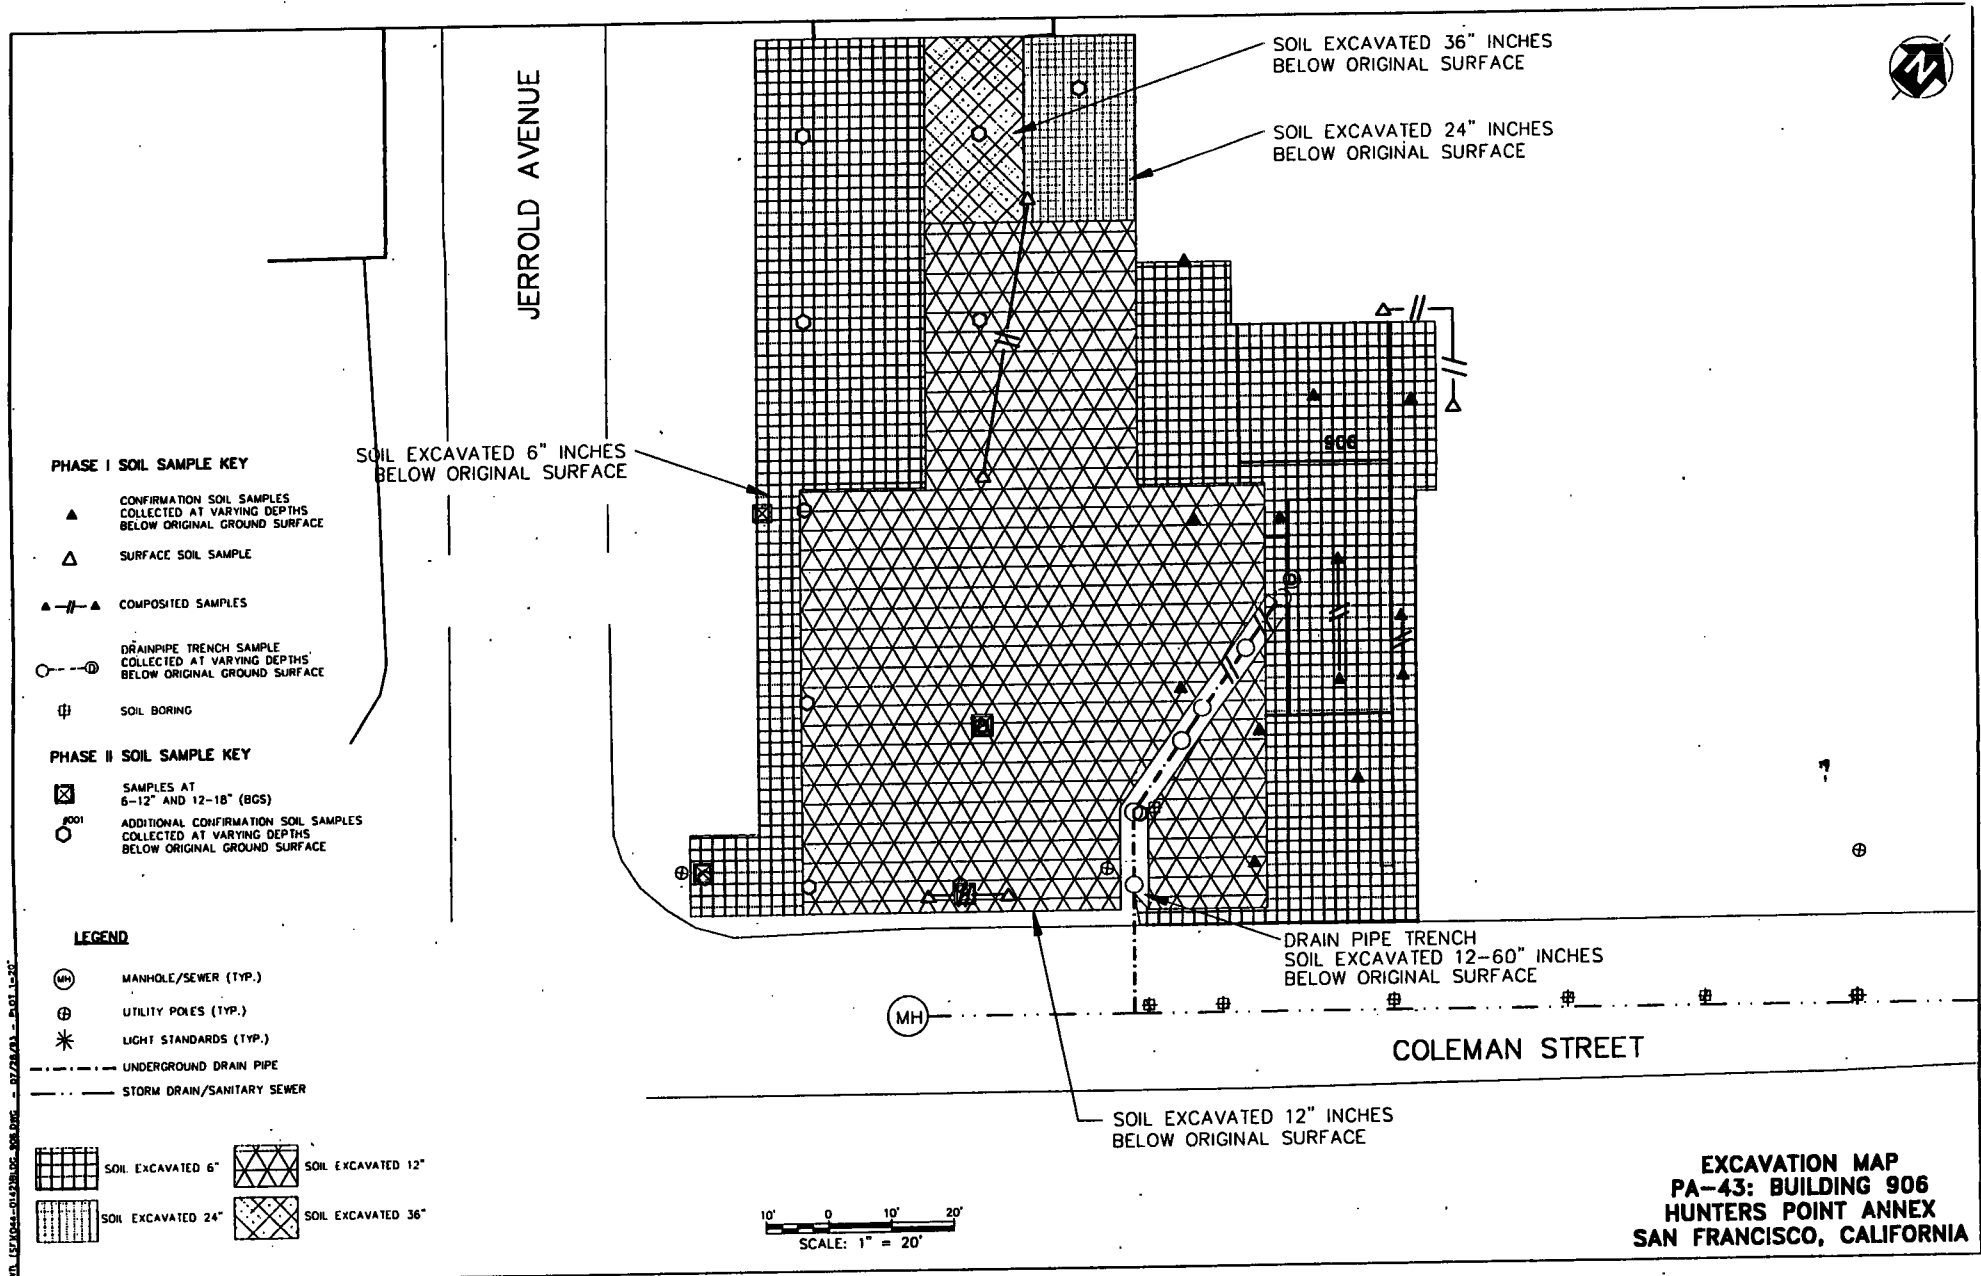 SOIL EXCAVATED 36" INCHES
BELOW ORIGINAL SURFACE
N
JERROLD AVENUE
SOIL EXCAVATED 24" INCHES
BELOW ORIGINAL SURFACE
906
SOIL EXCAVATED 6" INCHES
BELOW ORIGINAL SURFACE
PHASE I SOIL SAMPLE KEY
CONFIRMATION SOIL SAMPLES
COLLECTED AT VARYING DEPTHS
BELOW ORIGINAL GROUND SURFACE
SURFACE SOIL SAMPLE
COMPOSITED SAMPLES
DRAINPIPE TRENCH SAMPLE
COLLECTED AT VARYING DEPTHS
BELOW ORIGINAL GROUND SURFACE
D
D
SOIL BORING
PHASE II SOIL SAMPLE KEY
SAMPLES AT
6-12" AND 12-18" (BGS)
#001
ADDITIONAL CONFIRMATION SOIL SAMPLES
COLLECTED AT VARYING DEPTHS
BELOW ORIGINAL GROUND SURFACE
LEGEND
MH MANHOLE/SEWER (TYP.)
UTILITY POLES (TYP.)
LIGHT STANDARDS (TYP.)
UNDERGROUND DRAIN PIPE
STORM DRAIN/SANITARY SEWER
SOIL EXCAVATED 6"
SOIL EXCAVATED 12"
SOIL EXCAVATED 24"
SOIL EXCAVATED 36"
DRAIN PIPE TRENCH
SOIL EXCAVATED 12-60" INCHES
BELOW ORIGINAL SURFACE
MH
COLEMAN STREET
SOIL EXCAVATED 12" INCHES
BELOW ORIGINAL SURFACE
10' 0 10' 20'
SCALE: 1" = 20'
EXCAVATION MAP
PA-43: BUILDING 906
HUNTERS POINT ANNEX
SAN FRANCISCO, CALIFORNIA